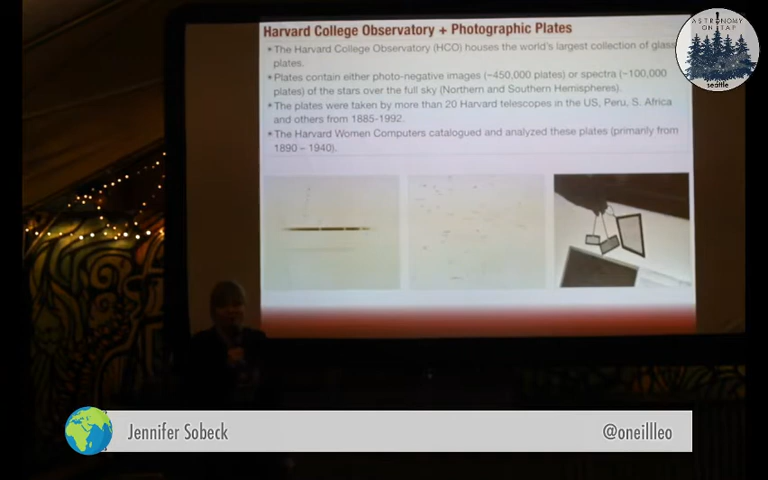 Harvard College Observatory + Photographic Plates
* The Harvard College Observatory (HCO) houses the world's largest collection of glass
plates.
* Plates contain either photo-negative images (~450,000 plates) or spectra (~100,000
plates) of the stars over the full sky (Northern and Southern Hemispheres).
* The plates were taken by more than 20 Harvard telescopes in the US, Peru, S. Africa
and others from 1885-1992.
* The Harvard Women Computers catalogued and analyzed these plates (primarily from
1890 – 1940).
ASTRONOMY
ON TAP
seattle
Jennifer Sobeck
@oneillleo